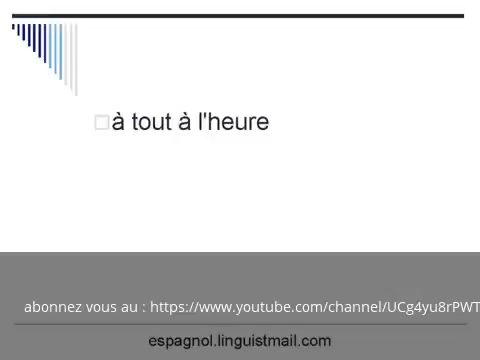 à tout à l'heure
abonnez vous au : https://www.youtube.com/channel/UCg4yu8rPWT
espagnol.linguistmail.com